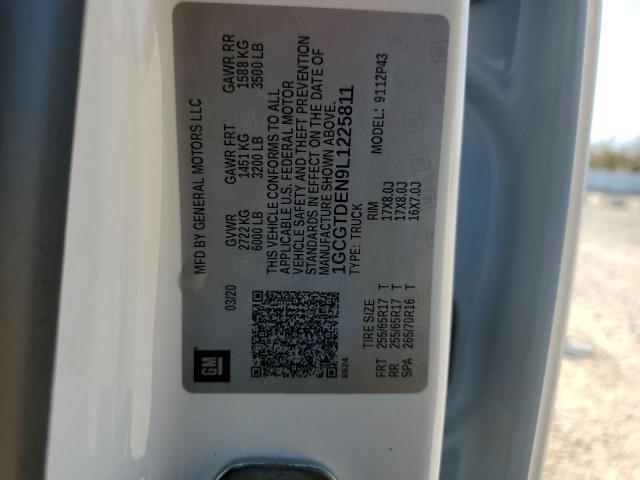 GM
MFD BY GENERAL MOTORS LLC
03/20
GVWR GAWR FRT GAWR RR
2722 KG 1451 KG 1588 KG
6000 LB 3200 LB 3500 LB
THIS VEHICLE CONFORMS TO ALL
APPLICABLE U.S. FEDERAL MOTOR
VEHICLE SAFETY AND THEFT PREVENTION
STANDARDS IN EFFECT ON THE DATE OF
MANUFACTURE SHOWN ABOVE.
1GCGTDEN9L1225811
8624
TYPE: TRUCK MODEL: 9112P43
TIRE SIZE RIM
FRT 255/65R17 T 17X8.0J
RR 255/65R17 T 17X8.0J
SPA 265/70R16 T 16X7.0J